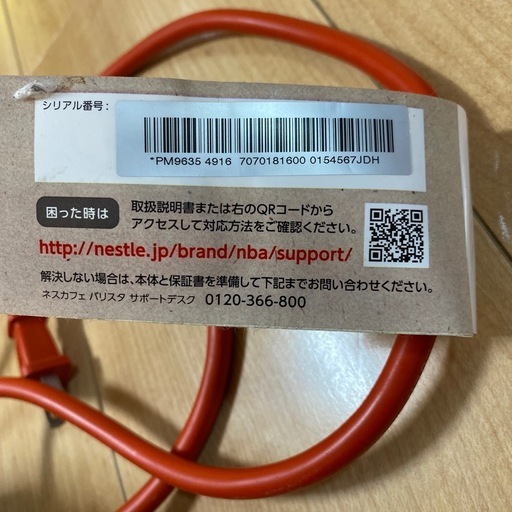 シリアル番号:
*PM9635 4916 7070181600 0154567JDH
困った時は
取扱説明書または右のQRコードから
アクセスして対応方法をご確認ください。
http://nestle.jp/brand/nba/support/
解決しない場合は、本体と保証書を準備して下記までお問い合わせください。
ネスカフェ バリスタ サポートデスク 0120-366-800